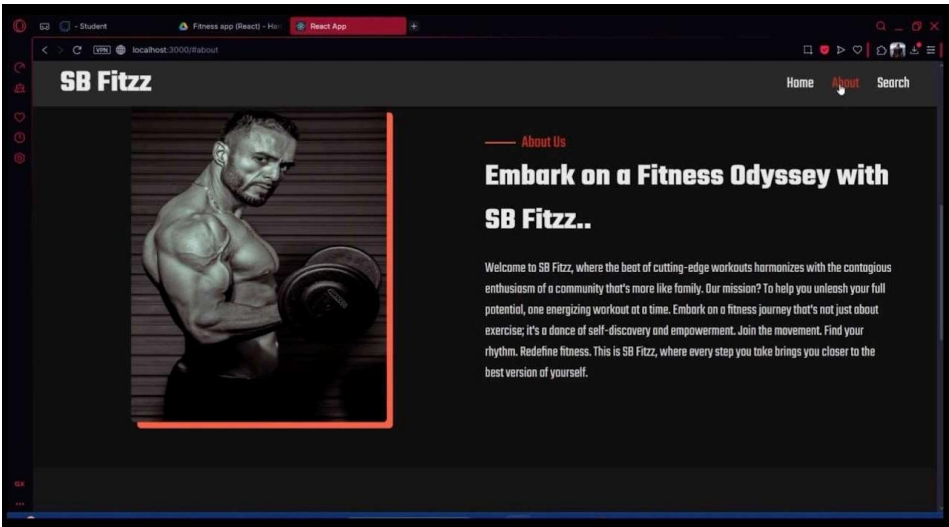 - Student
Fitness app (React) - Har
React App
VPN
localhost:3000/#about
SB Fitzz
Home About Search
About Us
Embark on a Fitness Odyssey with
SB Fitzz..
Welcome to SB Fitzz, where the beat of cutting-edge workouts harmonizes with the contagious
enthusiasm of a community that's more like family. Our mission? To help you unleash your full
potential, one energizing workout at a time. Embark on a fitness journey that's not just about
exercise; it's a dance of self-discovery and empowerment. Join the movement. Find your
rhythm. Redefine fitness. This is SB Fitzz, where every step you take brings you closer to the
best version of yourself.
GX